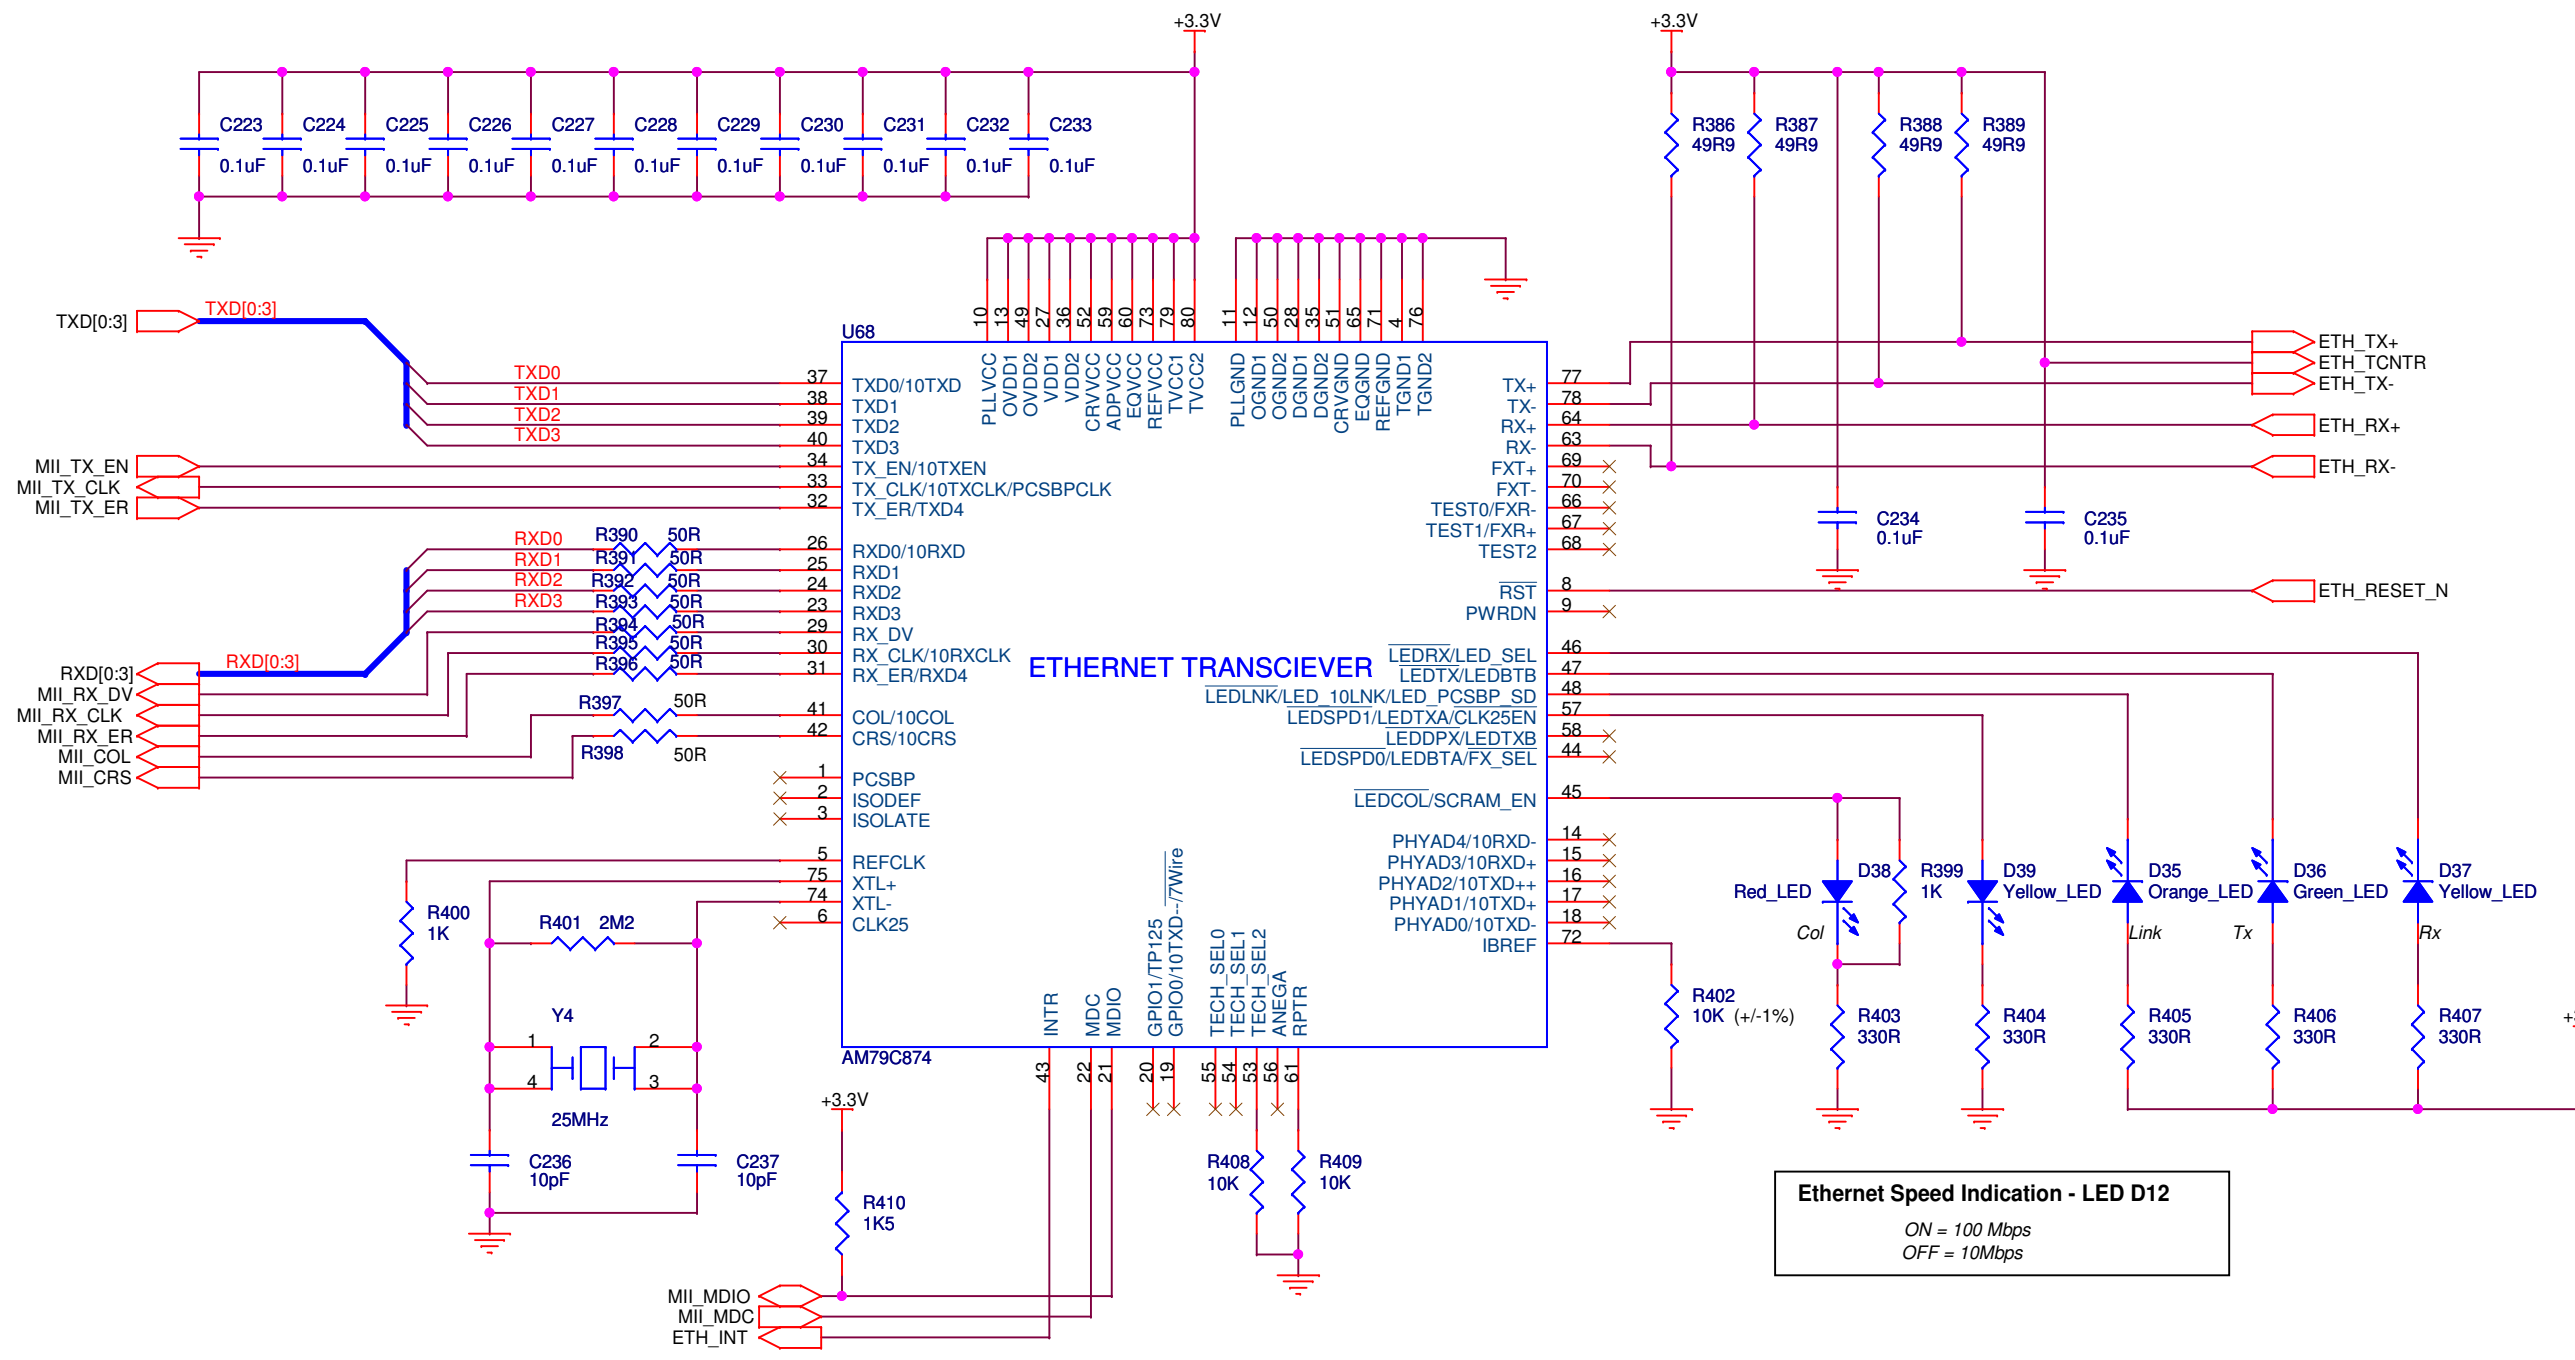 +3.3V
+3.3V
C223
0.1uF
C224
0.1uF
C225
0.1uF
C226
0.1uF
C227
0.1uF
C228
0.1uF
C229
0.1uF
C230
0.1uF
C231
0.1uF
C232
0.1uF
C233
0.1uF
R386
49R9
R387
49R9
R388
49R9
R389
49R9
TXD[0:3]
TXD[0:3]
TXD0
TXD1
TXD2
TXD3
MII_TX_EN
MII_TX_CLK
MII_TX_ER
RXD0
RXD1
RXD2
RXD3
R390 50R
R391 50R
R392 50R
R393 50R
R394 50R
R395 50R
R396 50R
R397 50R
R398 50R
RXD[0:3]
RXD[0:3]
MII_RX_DV
MII_RX_CLK
MII_RX_ER
MII_COL
MII_CRS
U68
10 PLLVCC
13 OVDD1
49 OVDD2
27 VDD1
36 VDD2
52 CRVVCC
59 ADPVCC
60 EQVCC
73 REFVCC
79 TVCC1
80 TVCC2
11 PLLGND
12 OGND1
50 OGND2
28 DGND1
35 DGND2
51 CRVGND
65 EQGND
71 REFGND
4 TGND1
76 TGND2
37 TXD0/10TXD
38 TXD1
39 TXD2
40 TXD3
34 TX_EN/10TXEN
33 TX_CLK/10TXCLK/PCSBPCLK
32 TX_ER/TXD4
26 RXD0/10RXD
25 RXD1
24 RXD2
23 RXD3
29 RX_DV
30 RX_CLK/10RXCLK
31 RX_ER/RXD4
41 COL/10COL
42 CRS/10CRS
1 PCSBP
2 ISODEF
3 ISOLATE
5 REFCLK
75 XTL+
74 XTL-
6 CLK25
ETHERNET TRANSCIEVER
TX+ 77
TX- 78
RX+ 64
RX- 63
FXT+ 69
FXT- 70
TEST0/FXR- 66
TEST1/FXR+ 67
TEST2 68
RST 8
PWRDN 9
LEDRX/LED_SEL 46
LEDTX/LEDBTB 47
LEDLNK/LED_10LNK/LED_PCSBP_SD 48
LEDSPD1/LEDTXA/CLK25EN 57
LEDDPX/LEDTXB 58
LEDSPD0/LEDBTA/FX_SEL 44
LEDCOL/SCRAM_EN 45
PHYAD4/10RXD- 14
PHYAD3/10RXD+ 15
PHYAD2/10TXD++ 16
PHYAD1/10TXD+ 17
PHYAD0/10TXD- 18
IBREF 72
INTR 43
MDC 22
MDIO 21
GPIO1/TP125 20
GPIO0/10TXD--/7Wire 19
TECH_SEL0 55
TECH_SEL1 54
TECH_SEL2 53
ANEGA 56
RPTR 61
AM79C874
ETH_TX+
ETH_TCNTR
ETH_TX-
ETH_RX+
ETH_RX-
C234
0.1uF
C235
0.1uF
ETH_RESET_N
R400
1K
R401 2M2
Y4
1 2
4 3
25MHz
C236
10pF
C237
10pF
+3.3V
R410
1K5
MII_MDIO
MII_MDC
ETH_INT
R408
10K
R409
10K
R402
10K (+/-1%)
D38
Red_LED
Col
R399
1K
D39
Yellow_LED
D35
Orange_LED
Link
D36
Green_LED
Tx
D37
Yellow_LED
Rx
R403
330R
R404
330R
R405
330R
R406
330R
R407
330R
Ethernet Speed Indication - LED D12
ON = 100 Mbps
OFF = 10Mbps